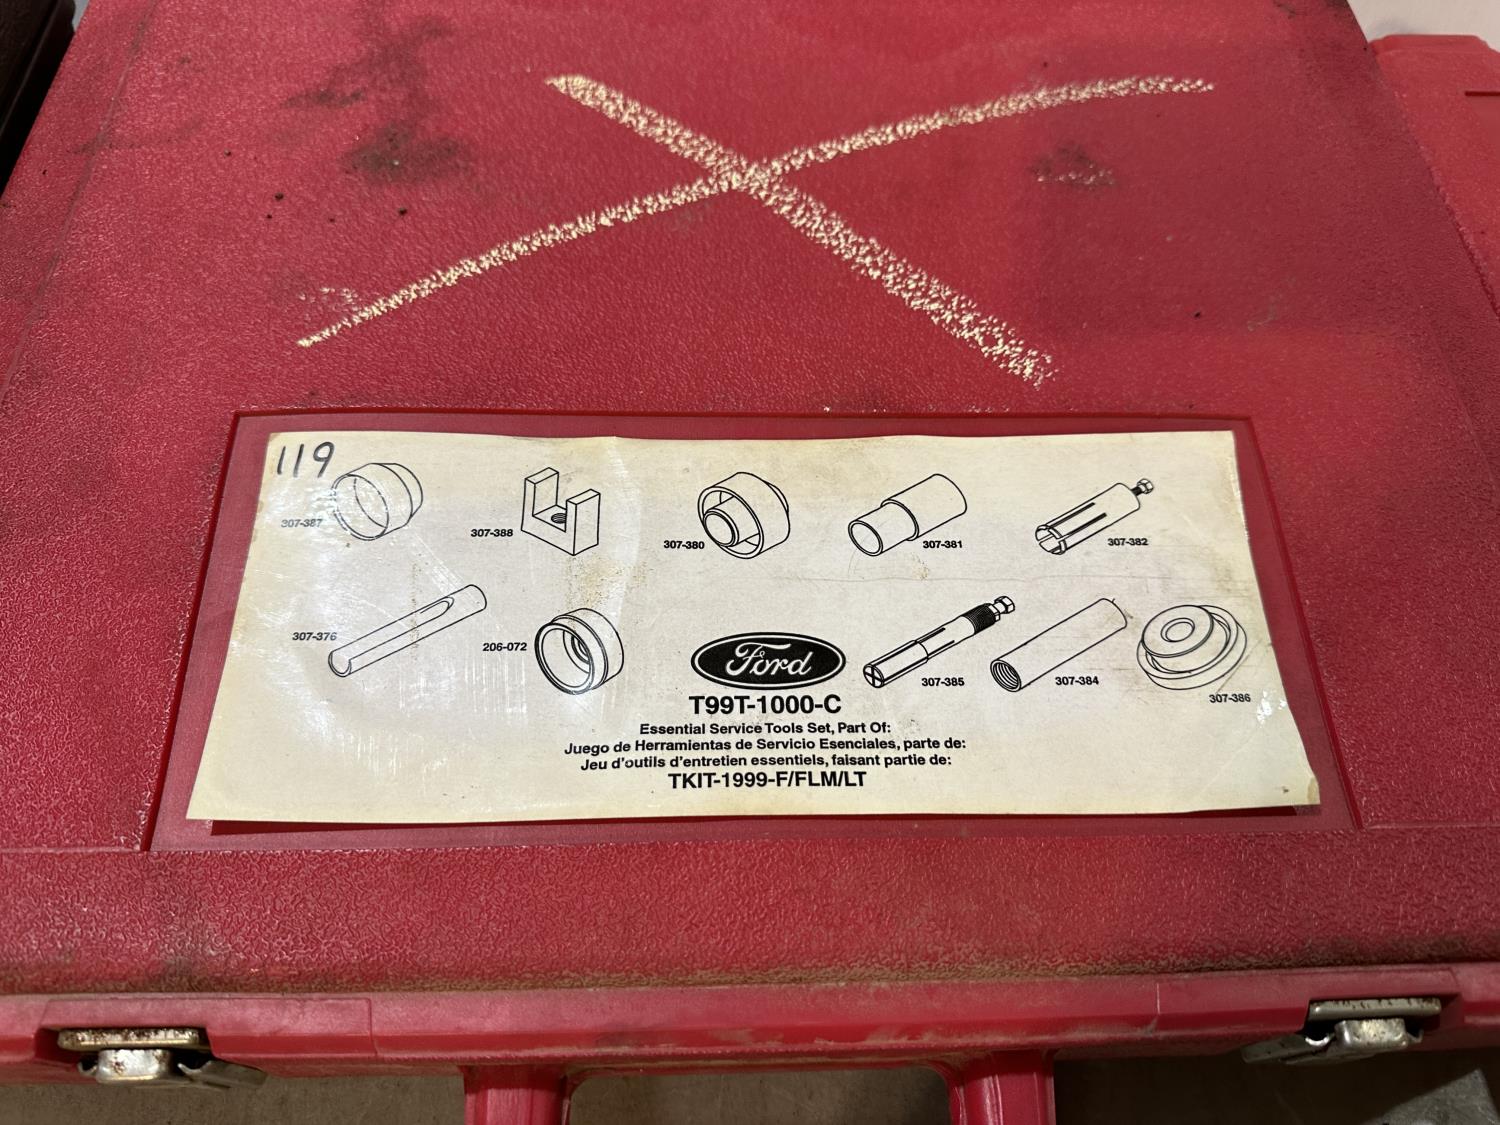 119
307-387
307-388
307-380
307-381
307-382
307-376
206-072
307-385
307-384
307-386
Ford
T99T-1000-C
Essential Service Tools Set, Part Of:
Juego de Herramientas de Servicio Esenciales, parte de:
Jeu d'outils d'entretien essentiels, faisant partie de:
TKIT-1999-F/FLM/LT